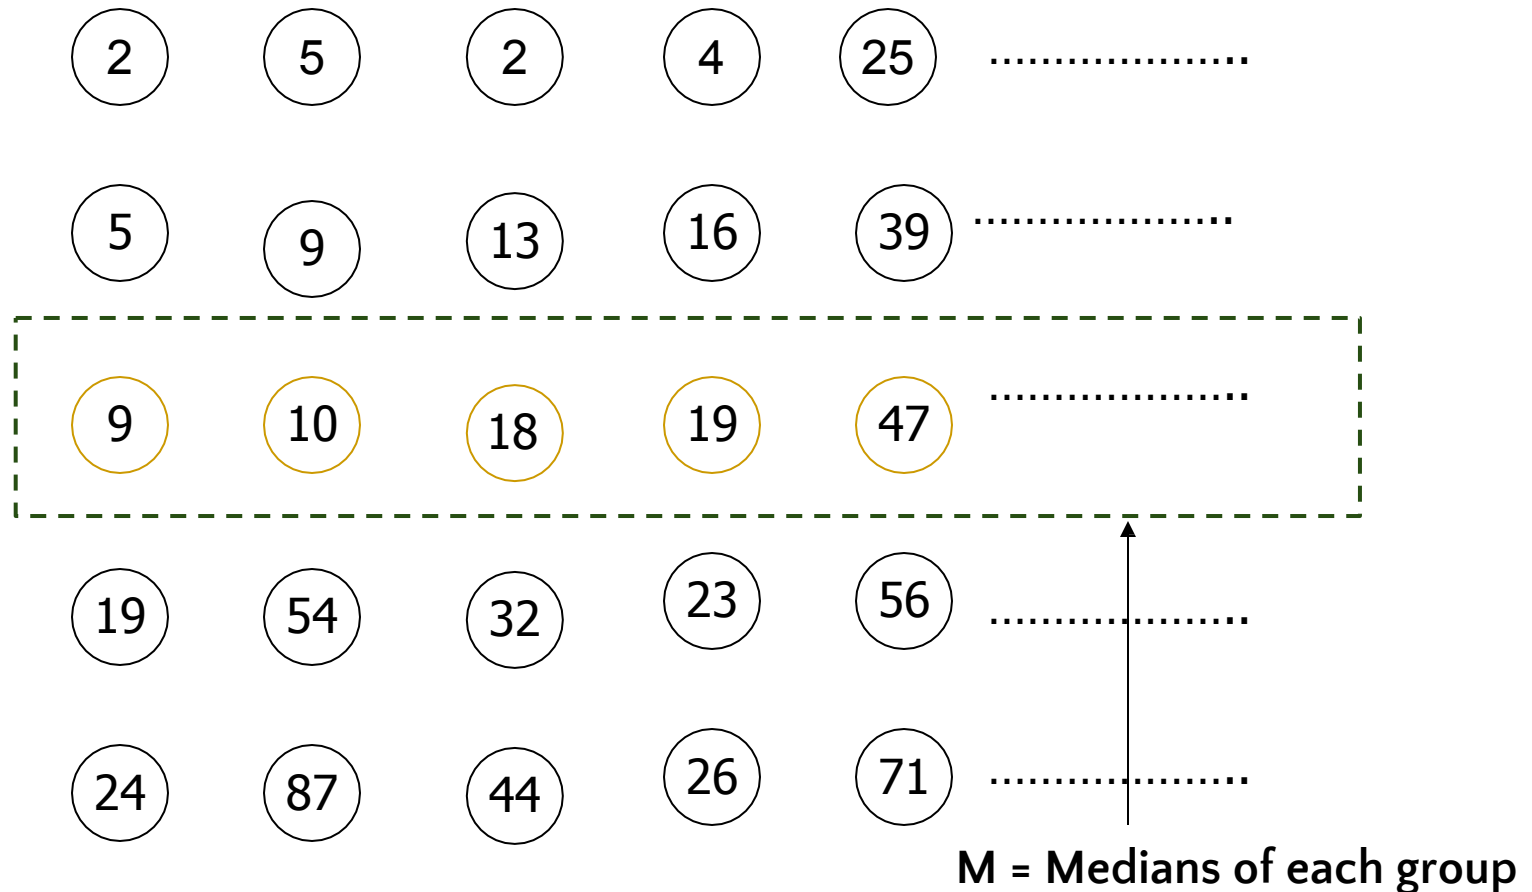 2 5 2 4 25 ......................
5 9 13 16 39 ......................
9 10 18 19 47 ......................
19 54 32 23 56 ......................
24 87 44 26 71 ......................
M = Medians of each group